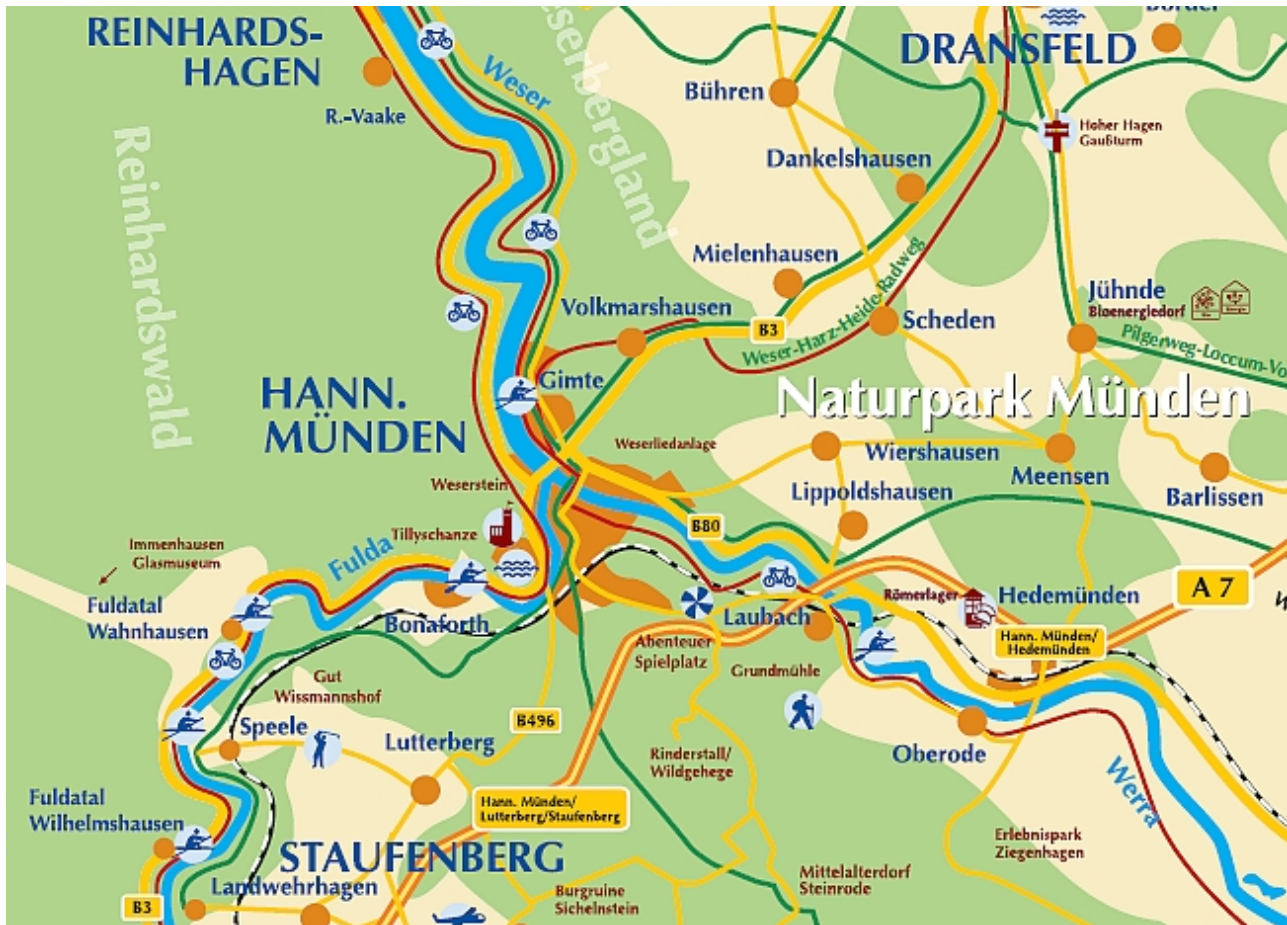 REINHARDS-
HAGEN
R.-Vaake
Weser
Weserbergland
Reinhardswald
Bühren
DRANSFELD
Hoher Hagen
Gaußturm
Dankelshausen
Mielenhausen
Volkmarshausen
B3
Weser-Harz-Heide-Radweg
Scheden
Jühnde
Bioenergiedorf
Pilgerweg-Loccum-Vo
Gimte
HANN.
MÜNDEN
Naturpark Münden
Weserliedanlage
Wiershausen
Meensen
Lippoldshausen
Barlissen
Weserstein
Tillyschanze
B80
Immenhausen
Glasmuseum
Fulda
Fuldatal
Wahnhausen
Bonaforth
Abenteuer
Spielplatz
Laubach
Römerlager
Hedemünden
A 7
Hann. Münden/
Hedemünden
Grundmühle
Gut
Wissmannshof
Speele
Lutterberg
B496
Rinderstall/
Wildgehege
Oberode
Werra
Fuldatal
Wilhelmshausen
Hann. Münden/
Lutterberg/Staufenberg
STAUFENBERG
Landwehrhagen
B3
Burgruine
Sichelnstein
Mittelalterdorf
Steinrode
Erlebnispark
Ziegenhagen